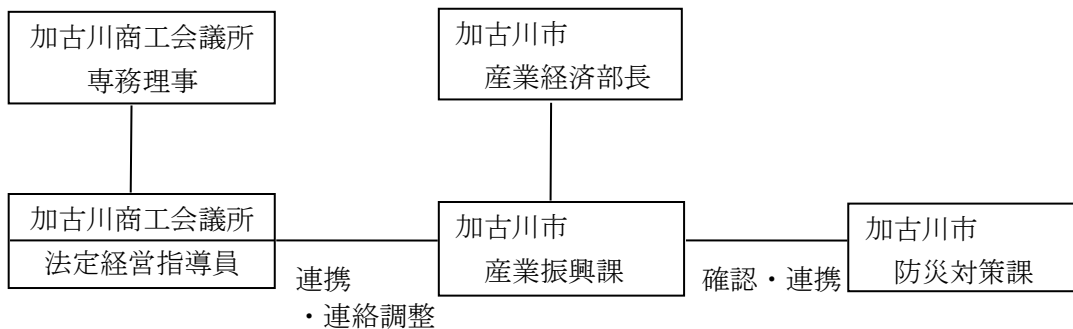 加古川商工会議所
専務理事
加古川市
産業経済部長
加古川商工会議所
法定経営指導員
連携
・連絡調整
加古川市
産業振興課
確認・連携
加古川市
防災対策課